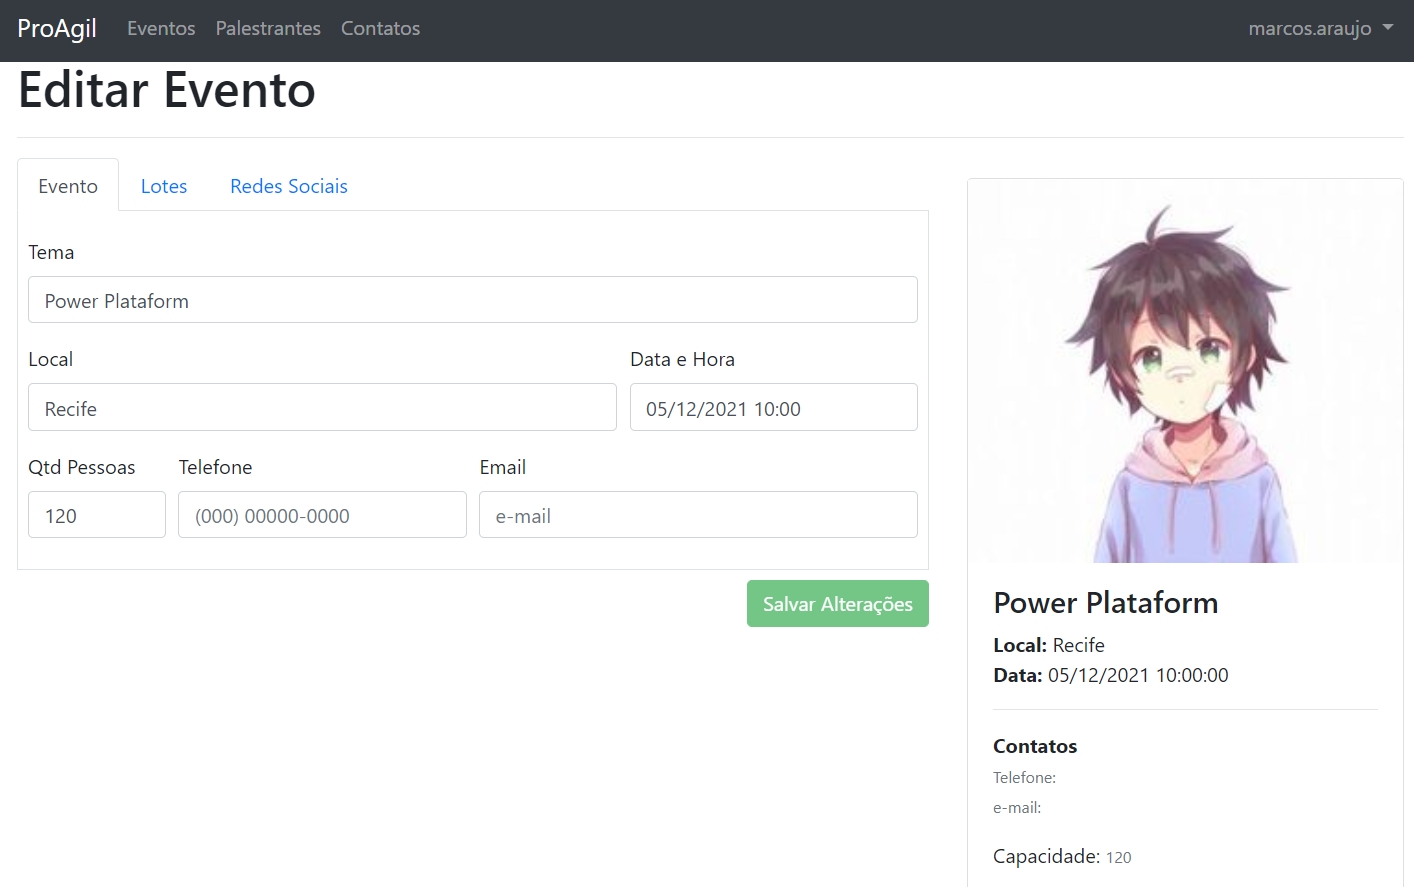 ProAgil Eventos Palestrantes Contatos marcos.araujo
Editar Evento
Evento Lotes Redes Sociais
Tema
Power Plataform
Local Data e Hora
Recife 05/12/2021 10:00
Qtd Pessoas Telefone Email
120 (000) 00000-0000 e-mail
Salvar Alterações
Power Plataform
Local: Recife
Data: 05/12/2021 10:00:00
Contatos
Telefone:
e-mail:
Capacidade: 120